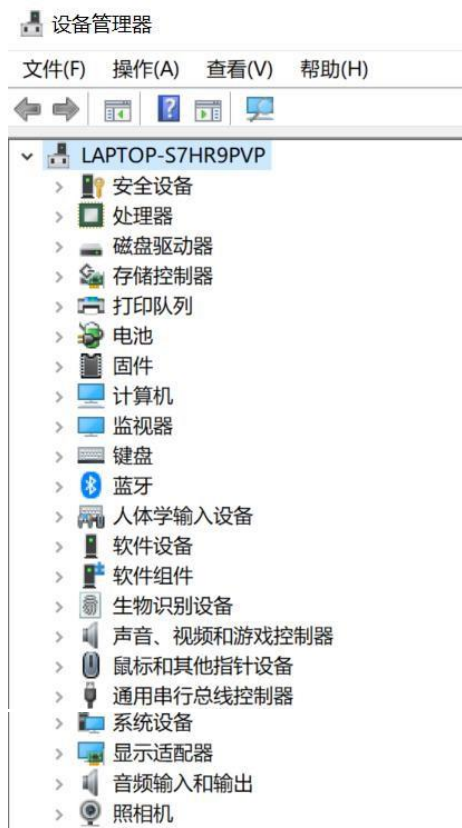 设备管理器
文件(F) 操作(A) 查看(V) 帮助(H)
LAPTOP-S7HR9PVP
安全设备
处理器
磁盘驱动器
存储控制器
打印队列
电池
固件
计算机
监视器
键盘
蓝牙
人体学输入设备
软件设备
软件组件
生物识别设备
声音、视频和游戏控制器
鼠标和其他指针设备
通用串行总线控制器
系统设备
显示适配器
音频输入和输出
照相机